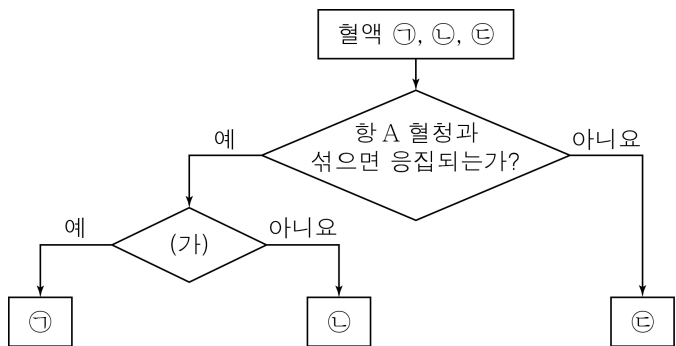 혈액 ㉠, ㉡, ㉢
항 A 혈청과
섞으면 응집되는가?
예
아니요
예
(가)
아니요
㉠
㉡
㉢